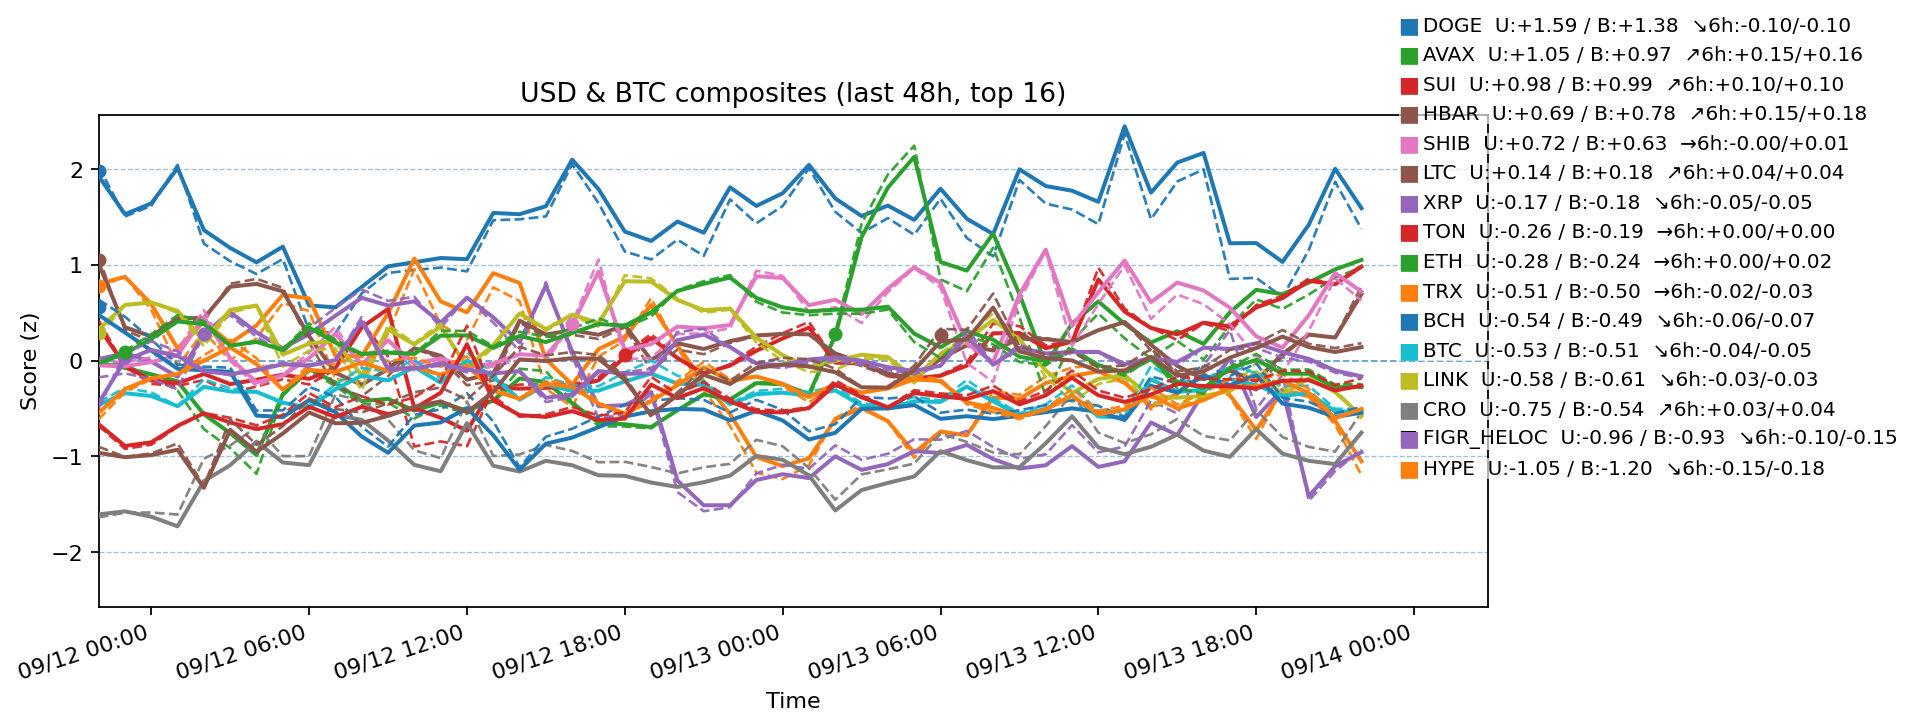 DOGE U:+1.59 / B:+1.38 ↘6h:-0.10/-0.10
AVAX U:+1.05 / B:+0.97 ↗6h:+0.15/+0.16
SUI U:+0.98 / B:+0.99 ↗6h:+0.10/+0.10
HBAR U:+0.69 / B:+0.78 ↗6h:+0.15/+0.18
SHIB U:+0.72 / B:+0.63 →6h:-0.00/+0.01
LTC U:+0.14 / B:+0.18 ↗6h:+0.04/+0.04
XRP U:-0.17 / B:-0.18 ↘6h:-0.05/-0.05
TON U:-0.26 / B:-0.19 →6h:+0.00/+0.00
ETH U:-0.28 / B:-0.24 →6h:+0.00/+0.02
TRX U:-0.51 / B:-0.50 →6h:-0.02/-0.03
BCH U:-0.54 / B:-0.49 ↘6h:-0.06/-0.07
BTC U:-0.53 / B:-0.51 ↘6h:-0.04/-0.05
LINK U:-0.58 / B:-0.61 ↘6h:-0.03/-0.03
CRO U:-0.75 / B:-0.54 ↗6h:+0.03/+0.04
FIGR_HELOC U:-0.96 / B:-0.93 ↘6h:-0.10/-0.15
HYPE U:-1.05 / B:-1.20 ↘6h:-0.15/-0.18
USD & BTC composites (last 48h, top 16)
Score (z)
2
1
0
−1
−2
09/12 00:00
09/12 06:00
09/12 12:00
09/12 18:00
09/13 00:00
09/13 06:00
09/13 12:00
09/13 18:00
09/14 00:00
Time